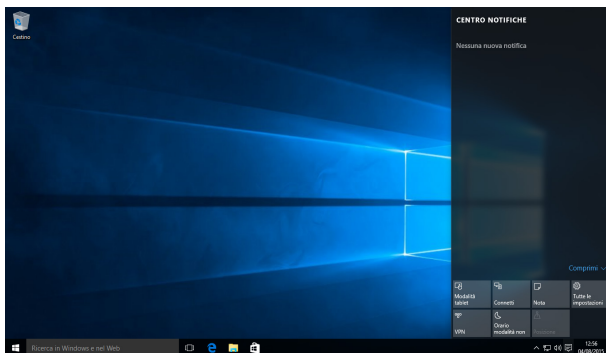 Cestino
CENTRO NOTIFICHE
Nessuna nuova notifica
Comprimi
Modalità
tablet
Connetti
Nota
Tutte le
impostazioni
VPN
Orario
modalità non
Posizione
Ricerca in Windows e nel Web
12:56
04/08/2015